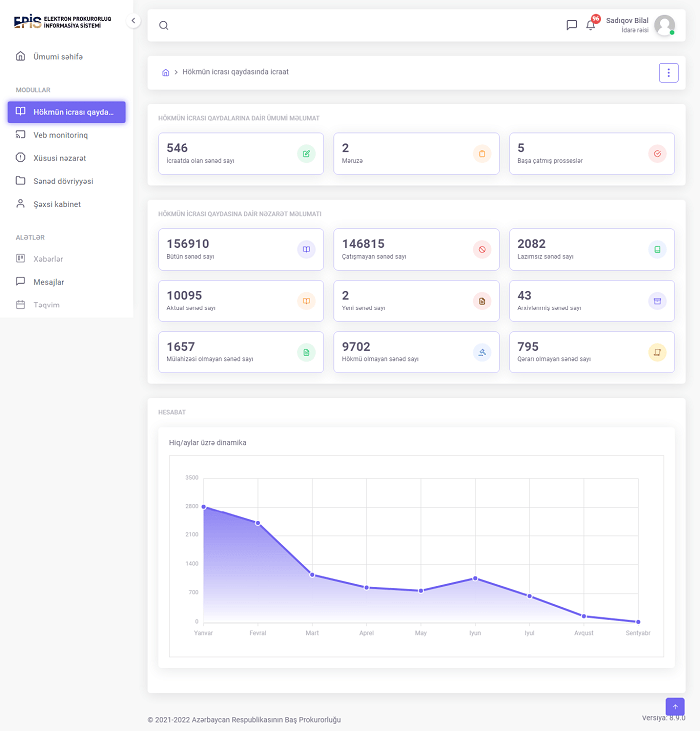 EPİS ELEKTRON PROKURORLUQ
İNFORMASİYA SİSTEMİ
Ümumi səhifə
MODULLAR
Hökmün icrası qayda...
Veb monitorinq
Xüsusi nəzarət
Sənəd dövriyyəsi
Şəxsi kabinet
ALƏTLƏR
Xəbərlər
Mesajlar
Təqvim
96
Sadıqov Bilal
İdarə rəisi
Hökmün icrası qaydasında icraat
HÖKMÜN İCRASI QAYDALARINA DAİR ÜMUMİ MƏLUMAT
546
İcraatda olan sənəd sayı
2
Məruzə
5
Başa çatmış prosseslər
HÖKMÜN İCRASI QAYDASINA DAİR NƏZARƏT MƏLUMATI
156910
Bütün sənəd sayı
146815
Çatışmayan sənəd sayı
2082
Lazımsız sənəd sayı
10095
Aktual sənəd sayı
2
Yeni sənəd sayı
43
Arxivlənmiş sənəd sayı
1657
Mülahizəsi olmayan sənəd sayı
9702
Hökmü olmayan sənəd sayı
795
Qərarı olmayan sənəd sayı
HESABAT
Hiq/aylar üzrə dinamika
3500
2800
2100
1400
700
0
Yanvar
Fevral
Mart
Aprel
May
İyun
İyul
Avqust
Sentyabr
© 2021-2022 Azərbaycan Respublikasının Baş Prokurorluğu
Versiya: 8.9.0